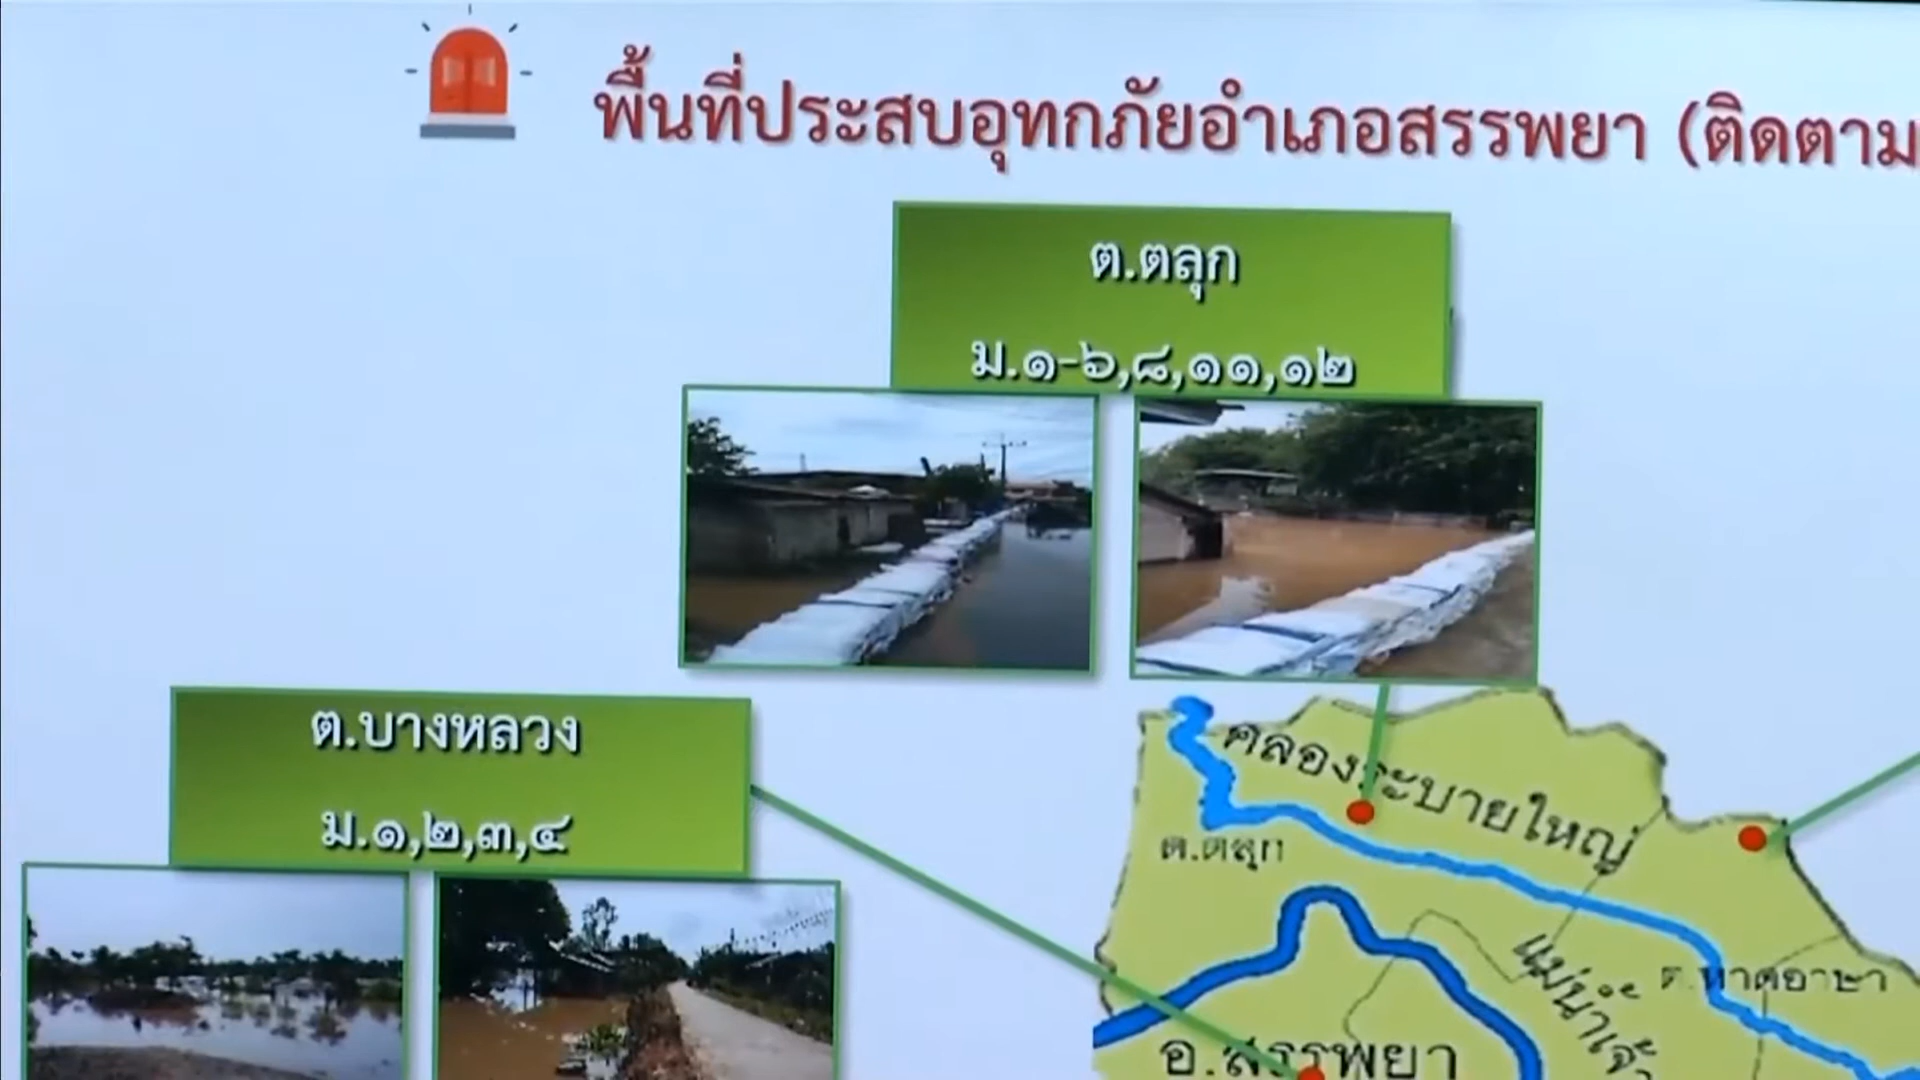 พื้นที่ประสบอุทกภัยอำเภอสรรพยา (ติดตาม
ต.ตลุก
ม.๑-๖,๘,๑๑,๑๒
ต.บางหลวง
ม.๑,๒,๓,๔
คลองระบายใหญ่
ต.ตลุก
แม่น้ำเจ้า
ต.หาดอาษา
อ.สรรพยา